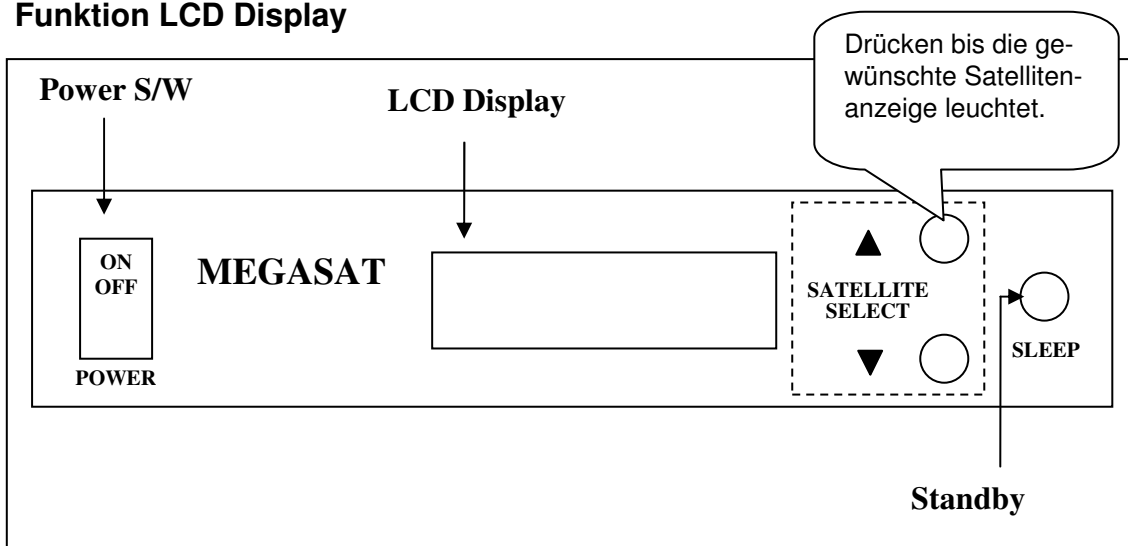 Funktion LCD Display
Drücken bis die ge-
wünschte Satelliten-
anzeige leuchtet.
Power S/W
LCD Display
ON
OFF
MEGASAT
SATELLITE
SELECT
SLEEP
POWER
Standby